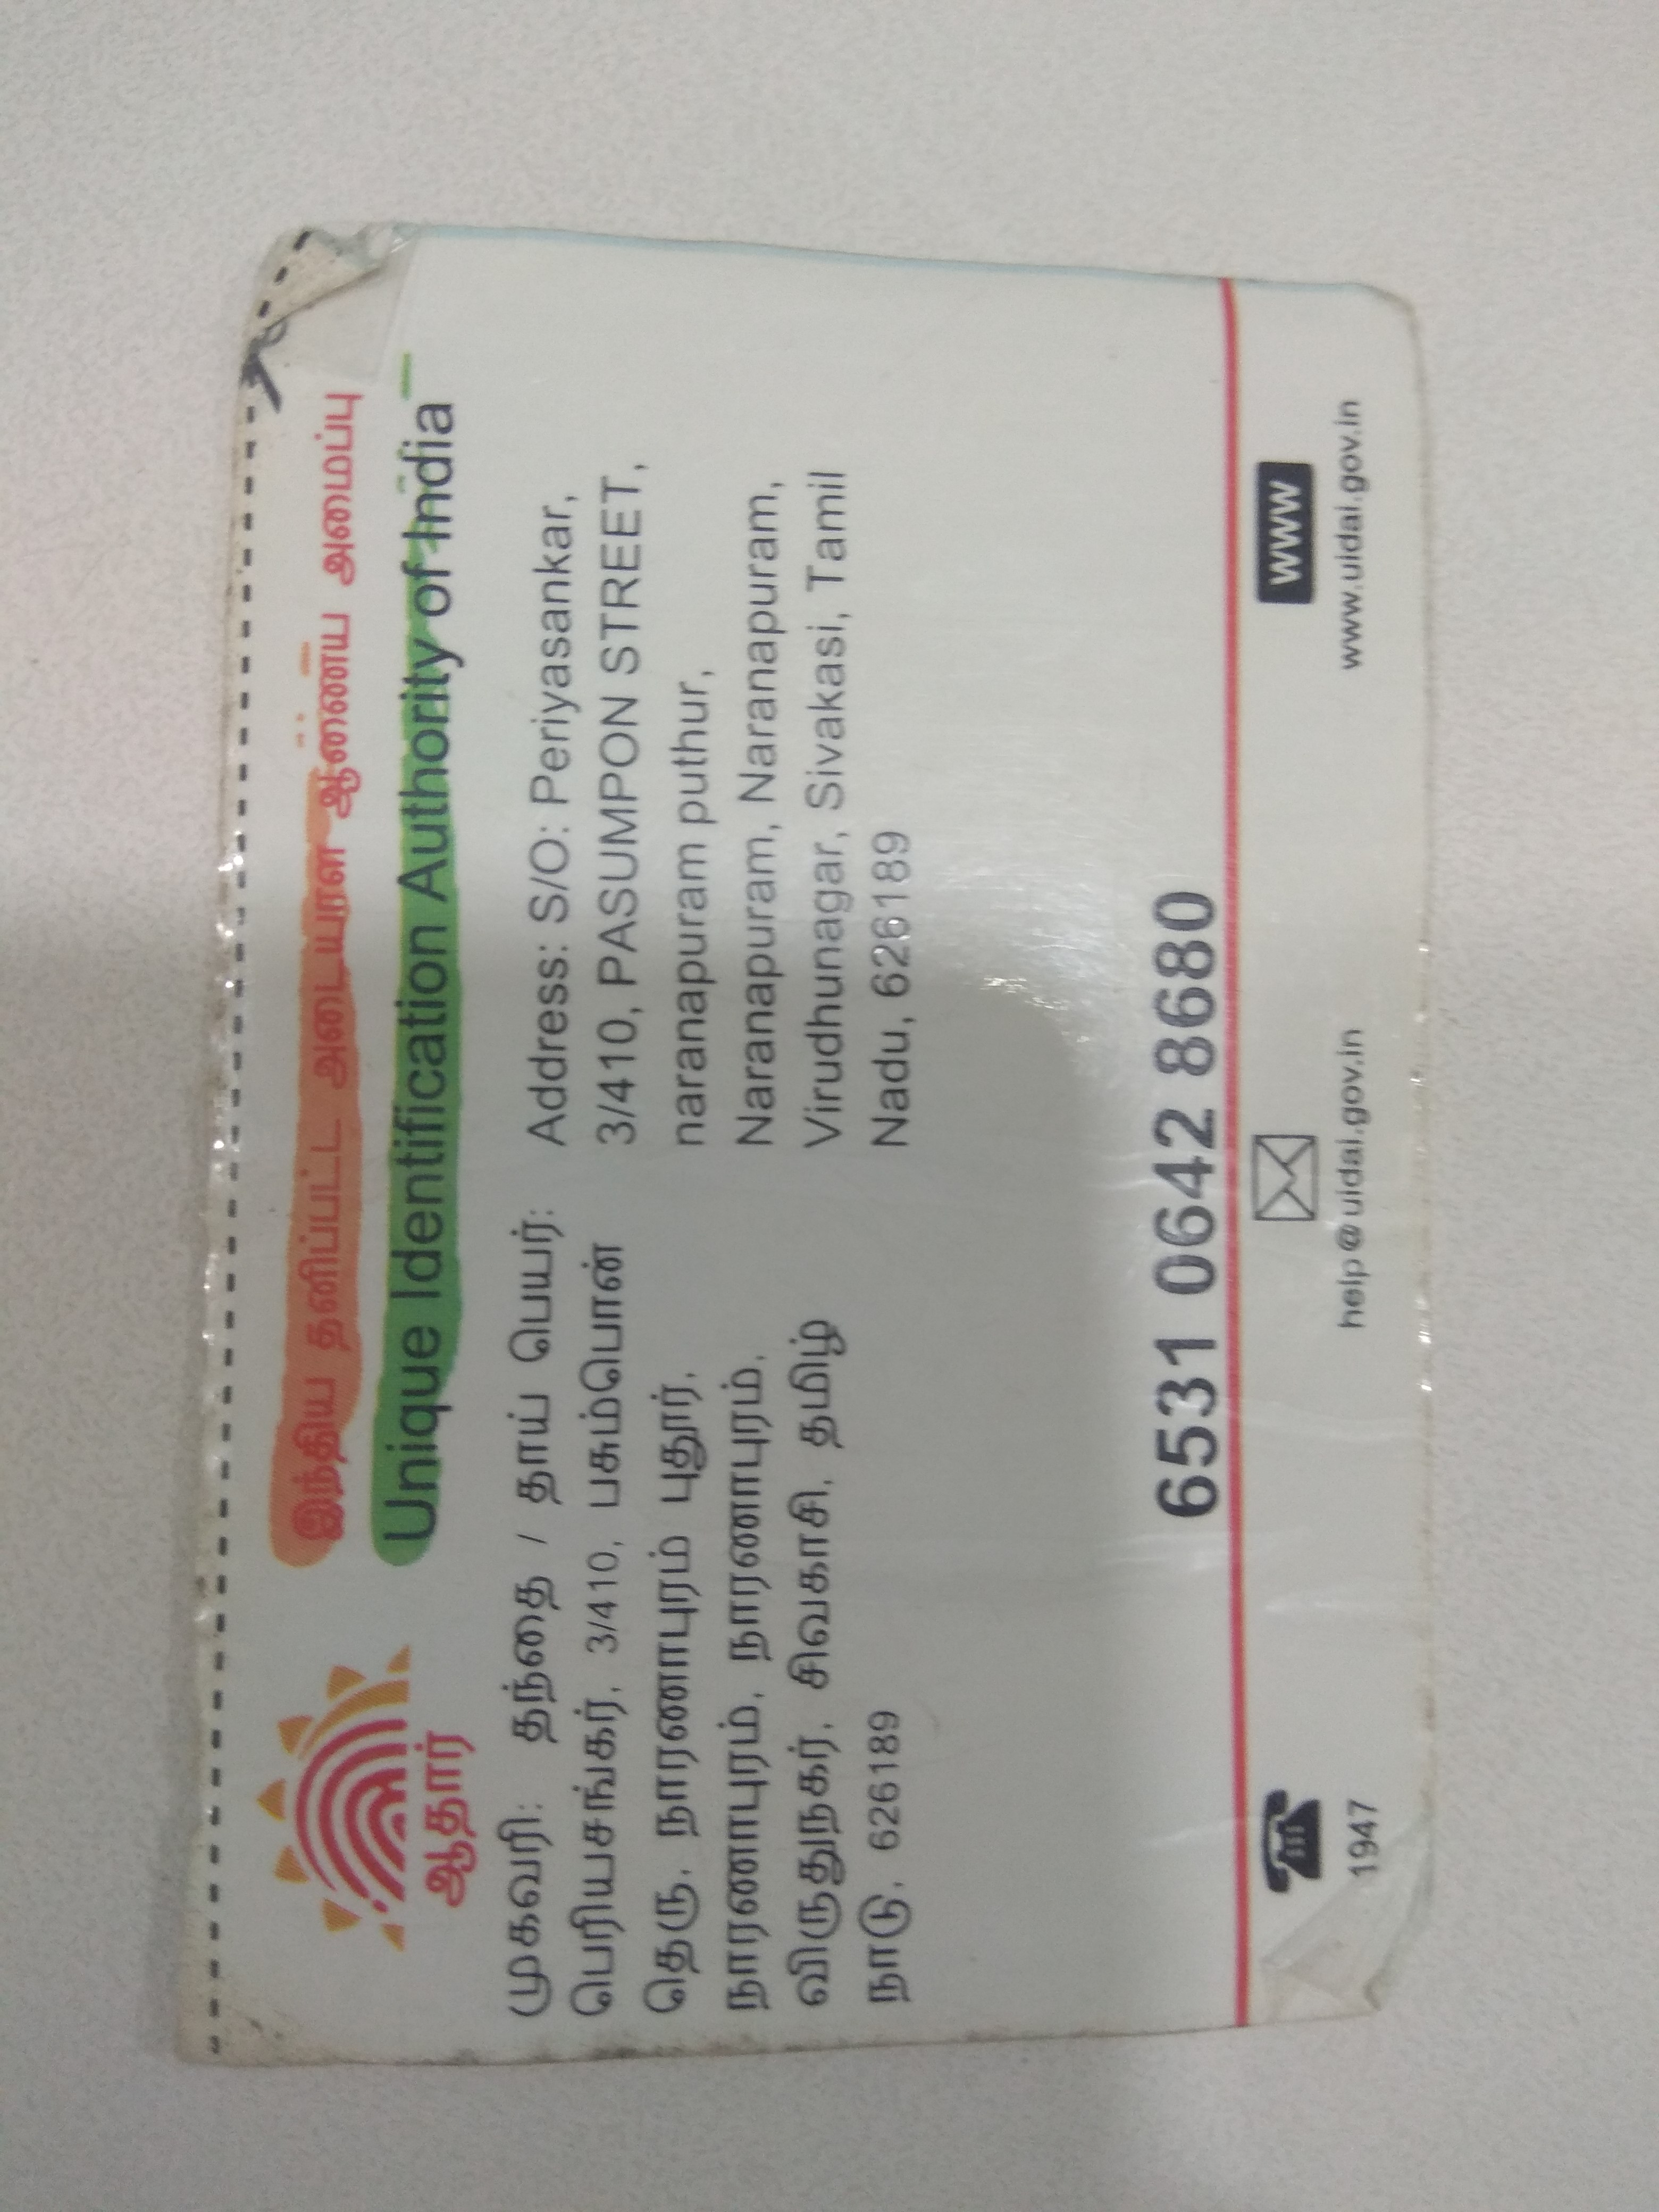 இந்திய தனிப்பட்ட அடையாள ஆணைய அமைப்பு
Unique Identification Authority of India
ஆதார்
முகவரி: தந்தை / தாய் பெயர்:
பெரியசங்கர், 3/410, பசும்பொன்
தெரு, நாரணாபுரம் புதூர்,
நாரணாபுரம், நாரணாபுரம்,
விருதுநகர், சிவகாசி, தமிழ்
நாடு, 626189
Address: S/O: Periyasankar,
3/410, PASUMPON STREET,
naranapuram puthur,
Naranapuram, Naranapuram,
Virudhunagar, Sivakasi, Tamil
Nadu, 626189
6531 0642 8680
1947
help@uidai.gov.in
WWW
www.uidai.gov.in